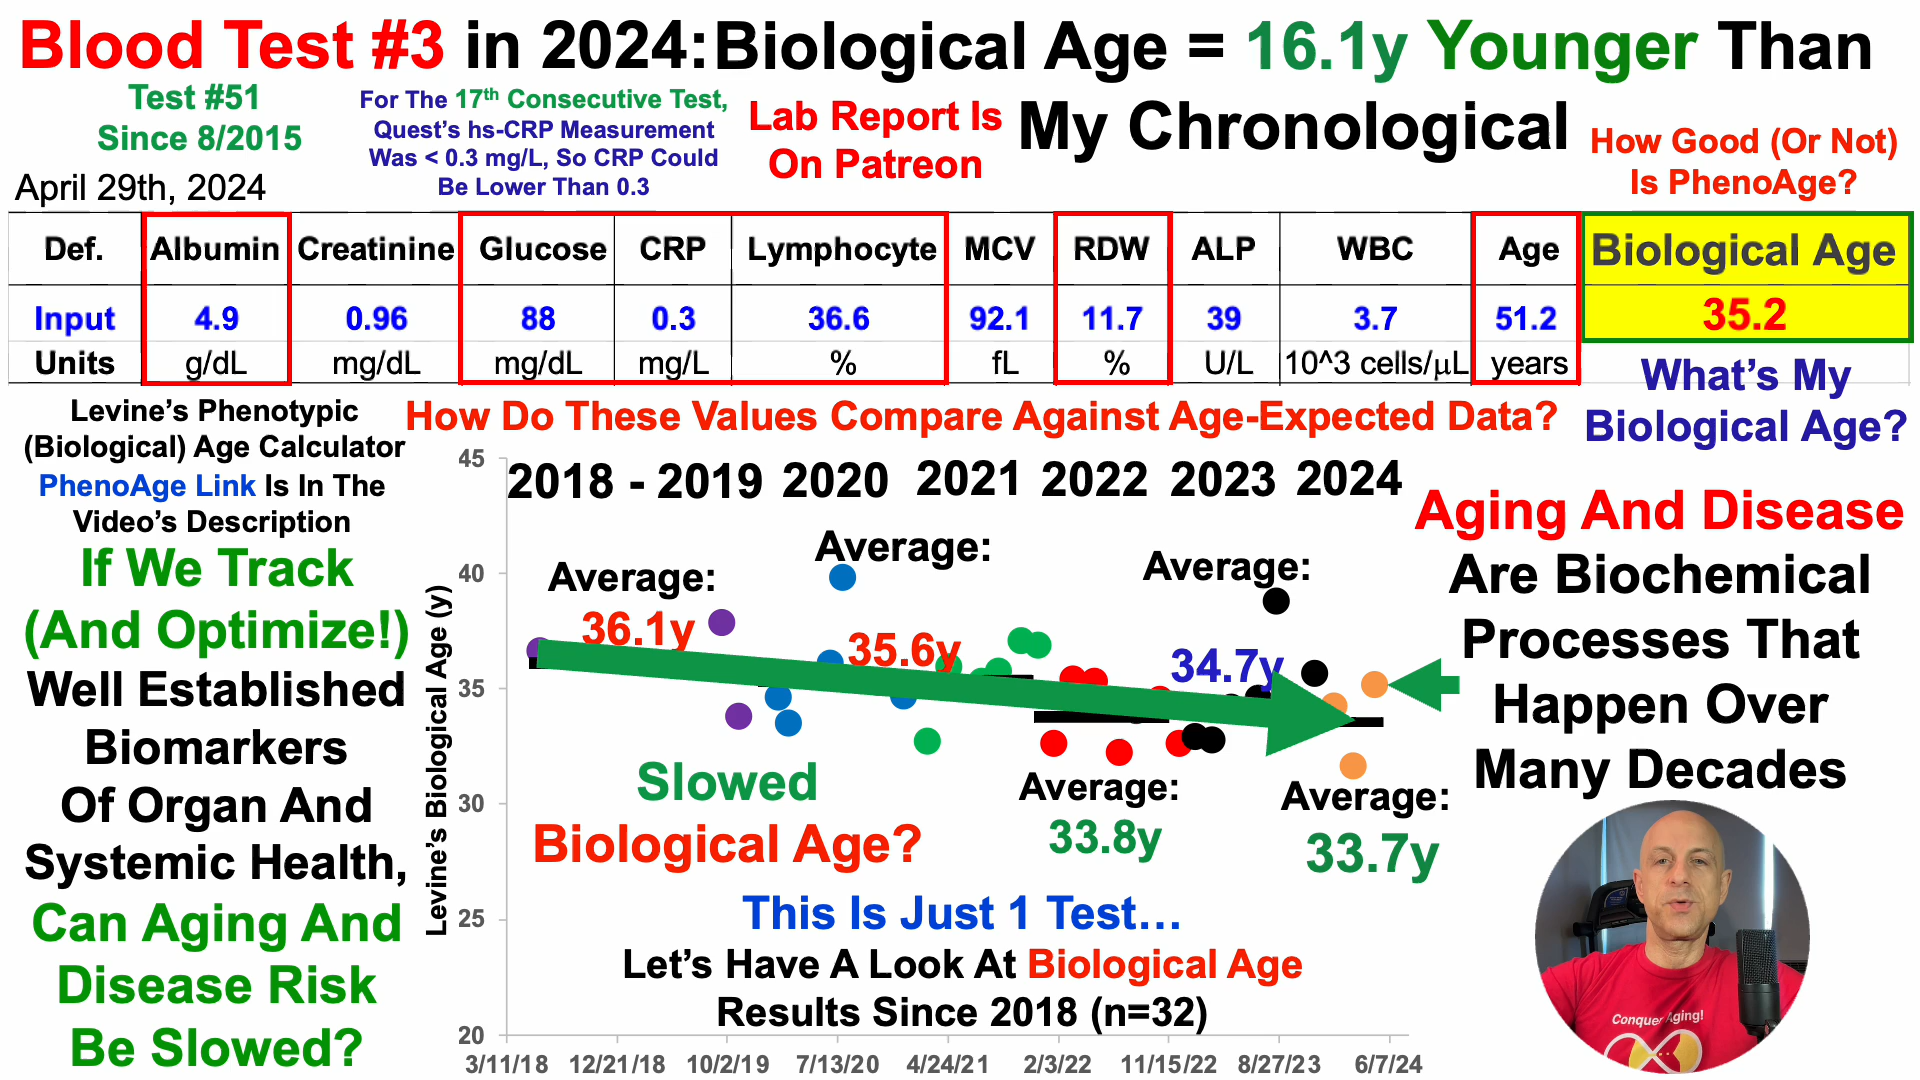 Blood Test #3 in 2024: Biological Age = 16.1y Younger Than
My Chronological
Test #51
Since 8/2015
April 29th, 2024
For The 17th Consecutive Test,
Quest's hs-CRP Measurement
Was < 0.3 mg/L, So CRP Could
Be Lower Than 0.3
Lab Report Is
On Patreon
How Good (Or Not)
Is PhenoAge?
Def. Albumin Creatinine Glucose CRP Lymphocyte MCV RDW ALP WBC Age Biological Age
Input 4.9 0.96 88 0.3 36.6 92.1 11.7 39 3.7 51.2 35.2
Units g/dL mg/dL mg/dL mg/L % fL % U/L 10^3 cells/μL years
What's My
Biological Age?
Levine's Phenotypic
(Biological) Age Calculator
PhenoAge Link Is In The
Video's Description
How Do These Values Compare Against Age-Expected Data?
If We Track
(And Optimize!)
Well Established
Biomarkers
Of Organ And
Systemic Health,
Can Aging And
Disease Risk
Be Slowed?
Levine's Biological Age (y)
45
40
35
30
25
20
2018 - 2019 2020 2021 2022 2023 2024
Average:
36.1y
Average:
35.6y
Average:
34.7y
Average:
33.8y
Average:
33.7y
Slowed
Biological Age?
This Is Just 1 Test…
Let's Have A Look At Biological Age
Results Since 2018 (n=32)
3/11/18 12/21/18 10/2/19 7/13/20 4/24/21 2/3/22 11/15/22 8/27/23 6/7/24
Aging And Disease
Are Biochemical
Processes That
Happen Over
Many Decades
Conquer Aging!